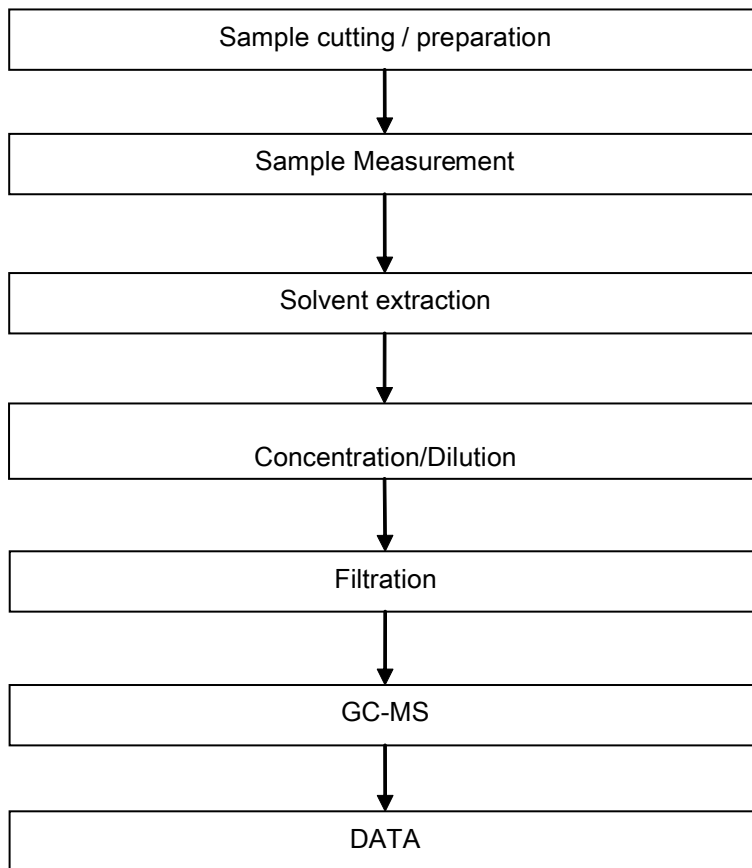 Sample cutting / preparation
Sample Measurement
Solvent extraction
Concentration/Dilution
Filtration
GC-MS
DATA